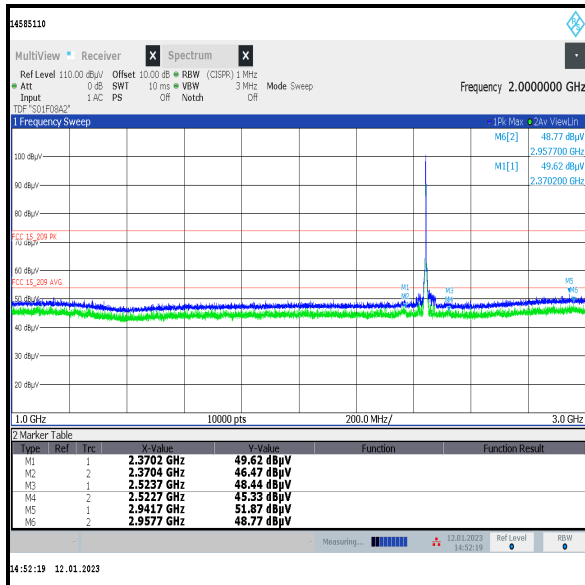 14585110
MultiView Receiver X Spectrum X
Ref Level 110.00 dBµV Offset 10.00 dB RBW (CISPR) 1 MHz
Att 0 dB SWT 10 ms VBW 3 MHz Mode Sweep Frequency 2.0000000 GHz
Input 1 AC PS Off Notch Off
TDF "S01F08A2"
1 Frequency Sweep 1Pk Max 2Av ViewLin
M6[2] 48.77 dBµV
2.957700 GHz
M1[1] 49.62 dBµV
2.370200 GHz
100 dBµV
90 dBµV
80 dBµV
FCC 15_209 PK
70 dBµV
60 dBµV
FCC 15_209 AVG
50 dBµV
M1
M2
M3
M4
M5
M6
40 dBµV
30 dBµV
20 dBµV
1.0 GHz 10000 pts 200.0 MHz/ 3.0 GHz
2 Marker Table
Type Ref Trc X-Value Y-Value Function Function Result
M1 1 2.3702 GHz 49.62 dBµV
M2 2 2.3704 GHz 46.47 dBµV
M3 1 2.5237 GHz 48.44 dBµV
M4 2 2.5227 GHz 45.33 dBµV
M5 1 2.9417 GHz 51.87 dBµV
M6 2 2.9577 GHz 48.77 dBµV
Measuring... 12.01.2023 14:52:19 Ref Level RBW
14:52:19 12.01.2023